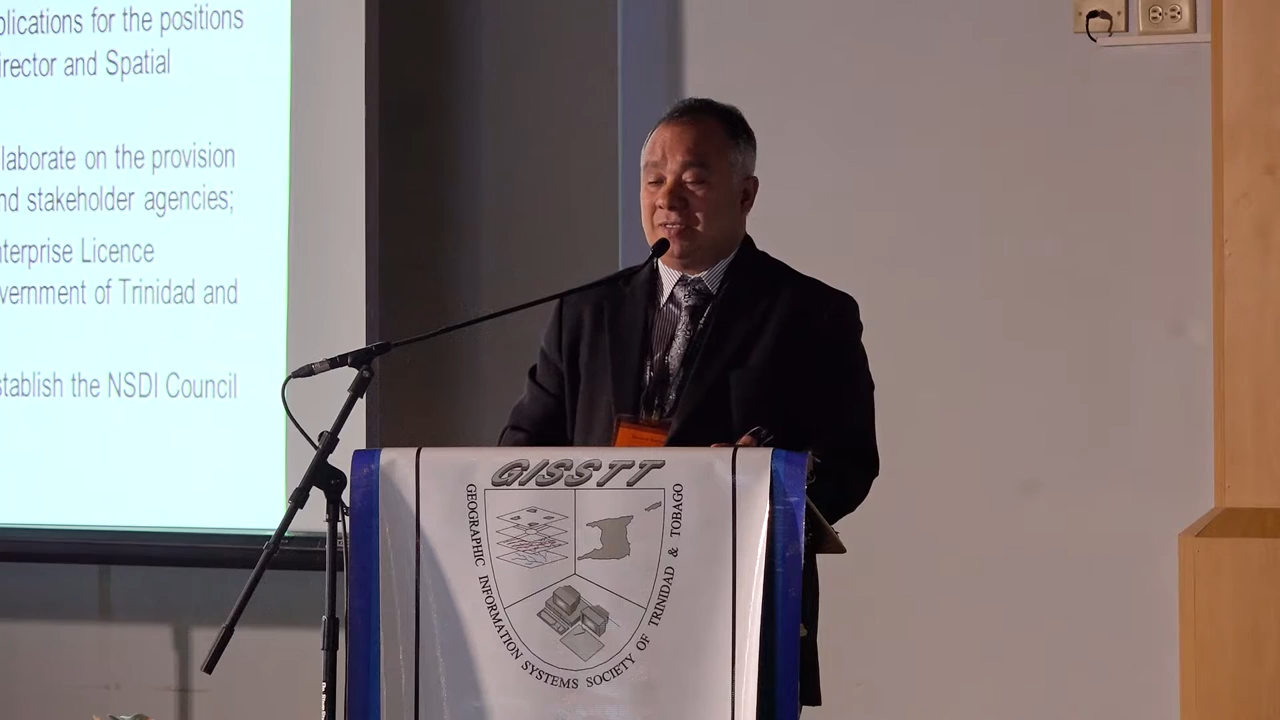 plications for the positions
irector and Spatial
laborate on the provision
nd stakeholder agencies;
nterprise Licence
vernment of Trinidad and
stablish the NSDI Council
GISSTT
GEOGRAPHIC INFORMATION SYSTEMS SOCIETY OF TRINIDAD & TOBAGO